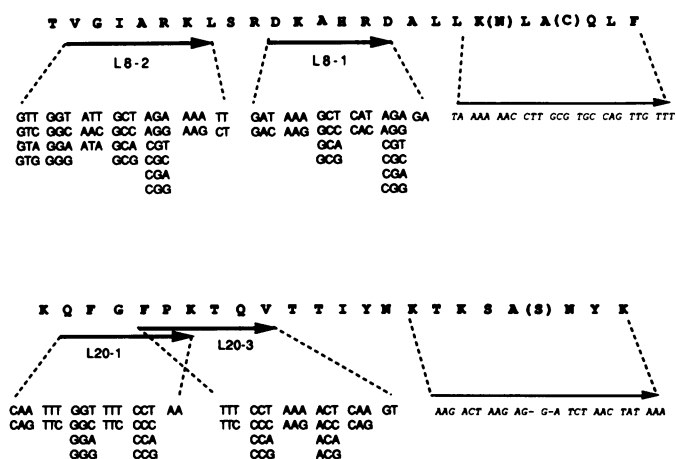 T V G I A R K L S R D K A H R D A L L K(N) L A(C) Q L F
L8-2 L8-1
GTT GGT ATT GCT AGA AAA TT GAT AAA GCT CAT AGA GA TA AAA AAC CTT GCG TGC CAG TTG TTT
GTC GGC AAC GCC AGG AAG CT GAC AAG GCC CAC AGG
GTA GGA ATA GCA CGT GCA CGT
GTG GGG GCG CGC GCG CGC
CGA CGA
CGG CGG
K Q F G F P K T Q V T T I Y N K T K S A(S) N Y K
L20-1 L20-3
CAA TTT GGT TTT CCT AA TTT CCT AAA ACT CAA GT AAG ACT AAG AG- G-A TCT AAC TAT AAA
CAG TTC GGC TTC CCC TTC CCC AAG ACC CAG
GGA CCA CCA ACA
GGG CCG CCG ACG